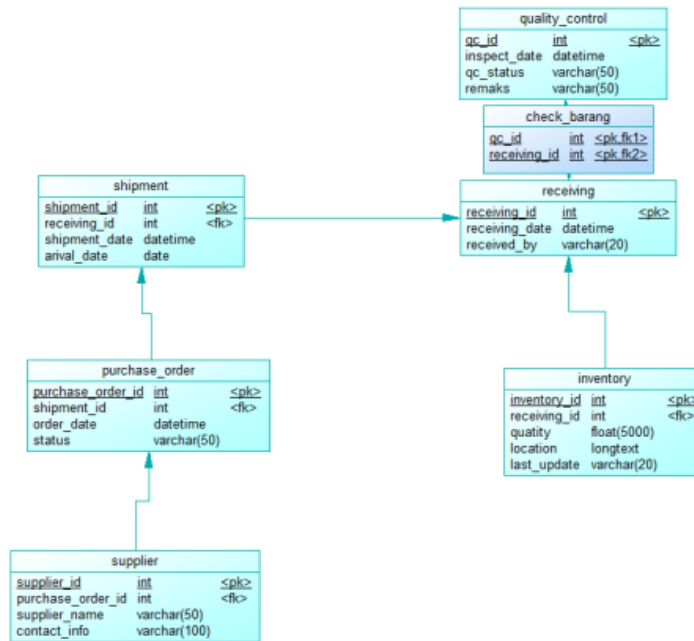 quality_control
qc_id int <pk>
inspect_date datetime
qc_status varchar(50)
remaks varchar(50)
check_barang
qc_id int <pk,fk1>
receiving_id int <pk,fk2>
shipment
shipment_id int <pk>
receiving_id int <fk>
shipment_date datetime
arival_date date
receiving
receiving_id int <pk>
receiving_date datetime
received_by varchar(20)
purchase_order
purchase_order_id int <pk>
shipment_id int <fk>
order_date datetime
status varchar(50)
inventory
inventory_id int <pk>
receiving_id int <fk>
quatity float(5000)
location longtext
last_update varchar(20)
supplier
supplier_id int <pk>
purchase_order_id int <fk>
supplier_name varchar(50)
contact_info varchar(100)